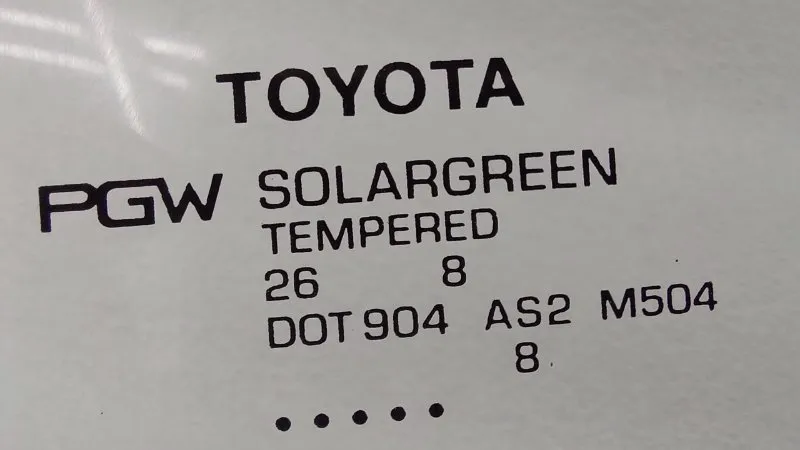 TOYOTA
PGW SOLARGREEN
TEMPERED
26 8
DOT 904 AS2 M504
8